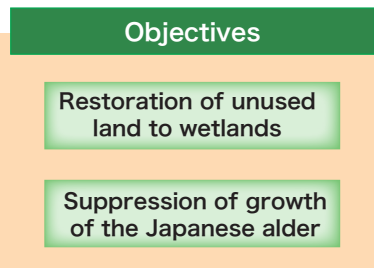 Objectives
Restoration of unused
land to wetlands
Suppression of growth
of the Japanese alder